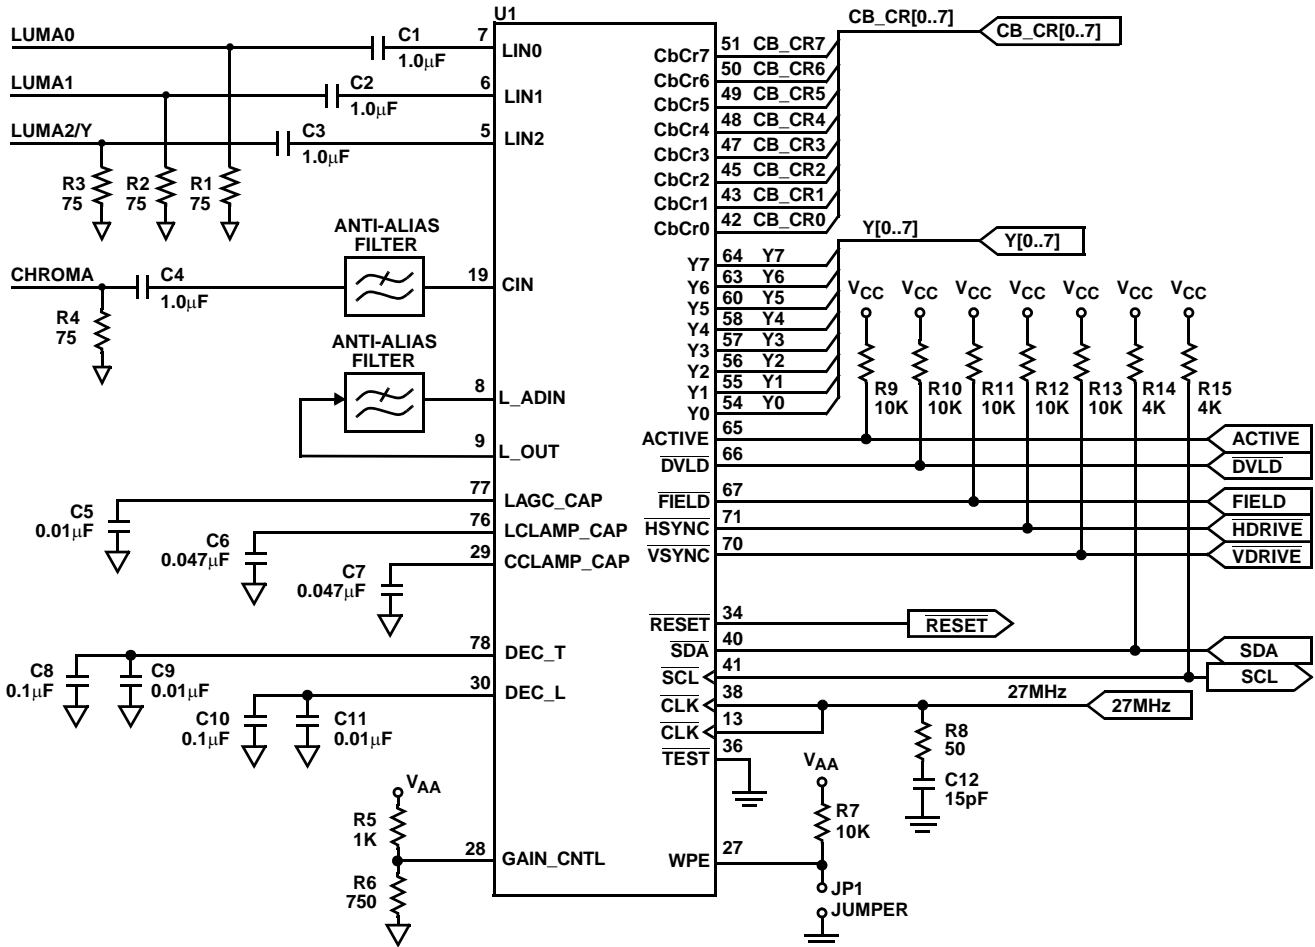 U1
LUMA0
C1
1.0μF
7
LIN0
LUMA1
C2
1.0μF
6
LIN1
LUMA2/Y
C3
1.0μF
5
LIN2
R3
75
R2
75
R1
75
ANTI-ALIAS
FILTER
CHROMA
C4
1.0μF
19
CIN
R4
75
ANTI-ALIAS
FILTER
8
L_ADIN
9
L_OUT
77
LAGC_CAP
C5
0.01μF
76
LCLAMP_CAP
C6
0.047μF
29
CCLAMP_CAP
C7
0.047μF
78
DEC_T
C8
0.1μF
C9
0.01μF
30
DEC_L
C10
0.1μF
C11
0.01μF
VAA
R5
1K
28
GAIN_CNTL
R6
750
CB_CR[0..7]
CB_CR[0..7]
CbCr7
51
CB_CR7
CbCr6
50
CB_CR6
CbCr5
49
CB_CR5
CbCr4
48
CB_CR4
CbCr3
47
CB_CR3
CbCr2
45
CB_CR2
CbCr1
43
CB_CR1
CbCr0
42
CB_CR0
Y[0..7]
Y[0..7]
Y7
64
Y7
Y6
63
Y6
Y5
60
Y5
Y4
58
Y4
Y3
57
Y3
Y2
56
Y2
Y1
55
Y1
Y0
54
Y0
VCC
VCC
VCC
VCC
VCC
VCC
VCC
R9
10K
R10
10K
R11
10K
R12
10K
R13
10K
R14
4K
R15
4K
ACTIVE
65
ACTIVE
DVLD
66
DVLD
FIELD
67
FIELD
HSYNC
71
HDRIVE
VSYNC
70
VDRIVE
RESET
34
RESET
SDA
40
SDA
SCL
41
SCL
CLK
38
27MHz
27MHz
CLK
13
TEST
36
R8
50
C12
15pF
VAA
R7
10K
WPE
27
JP1
JUMPER